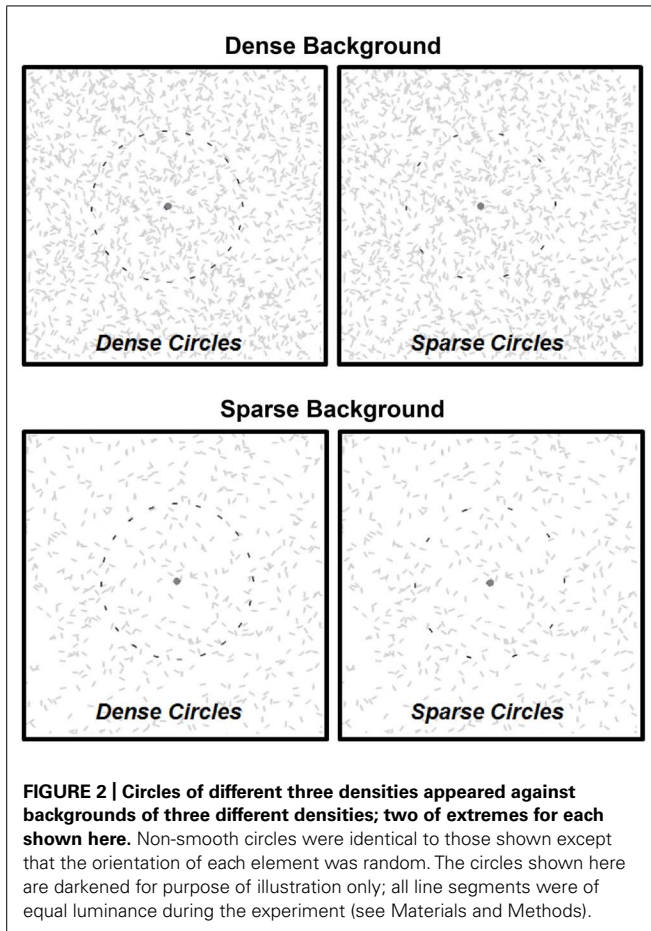 Dense Background
Dense Circles
Sparse Circles
Sparse Background
Dense Circles
Sparse Circles
FIGURE 2 | Circles of different three densities appeared against
backgrounds of three different densities; two of extremes for each
shown here. Non-smooth circles were identical to those shown except
that the orientation of each element was random. The circles shown here
are darkened for purpose of illustration only; all line segments were of
equal luminance during the experiment (see Materials and Methods).